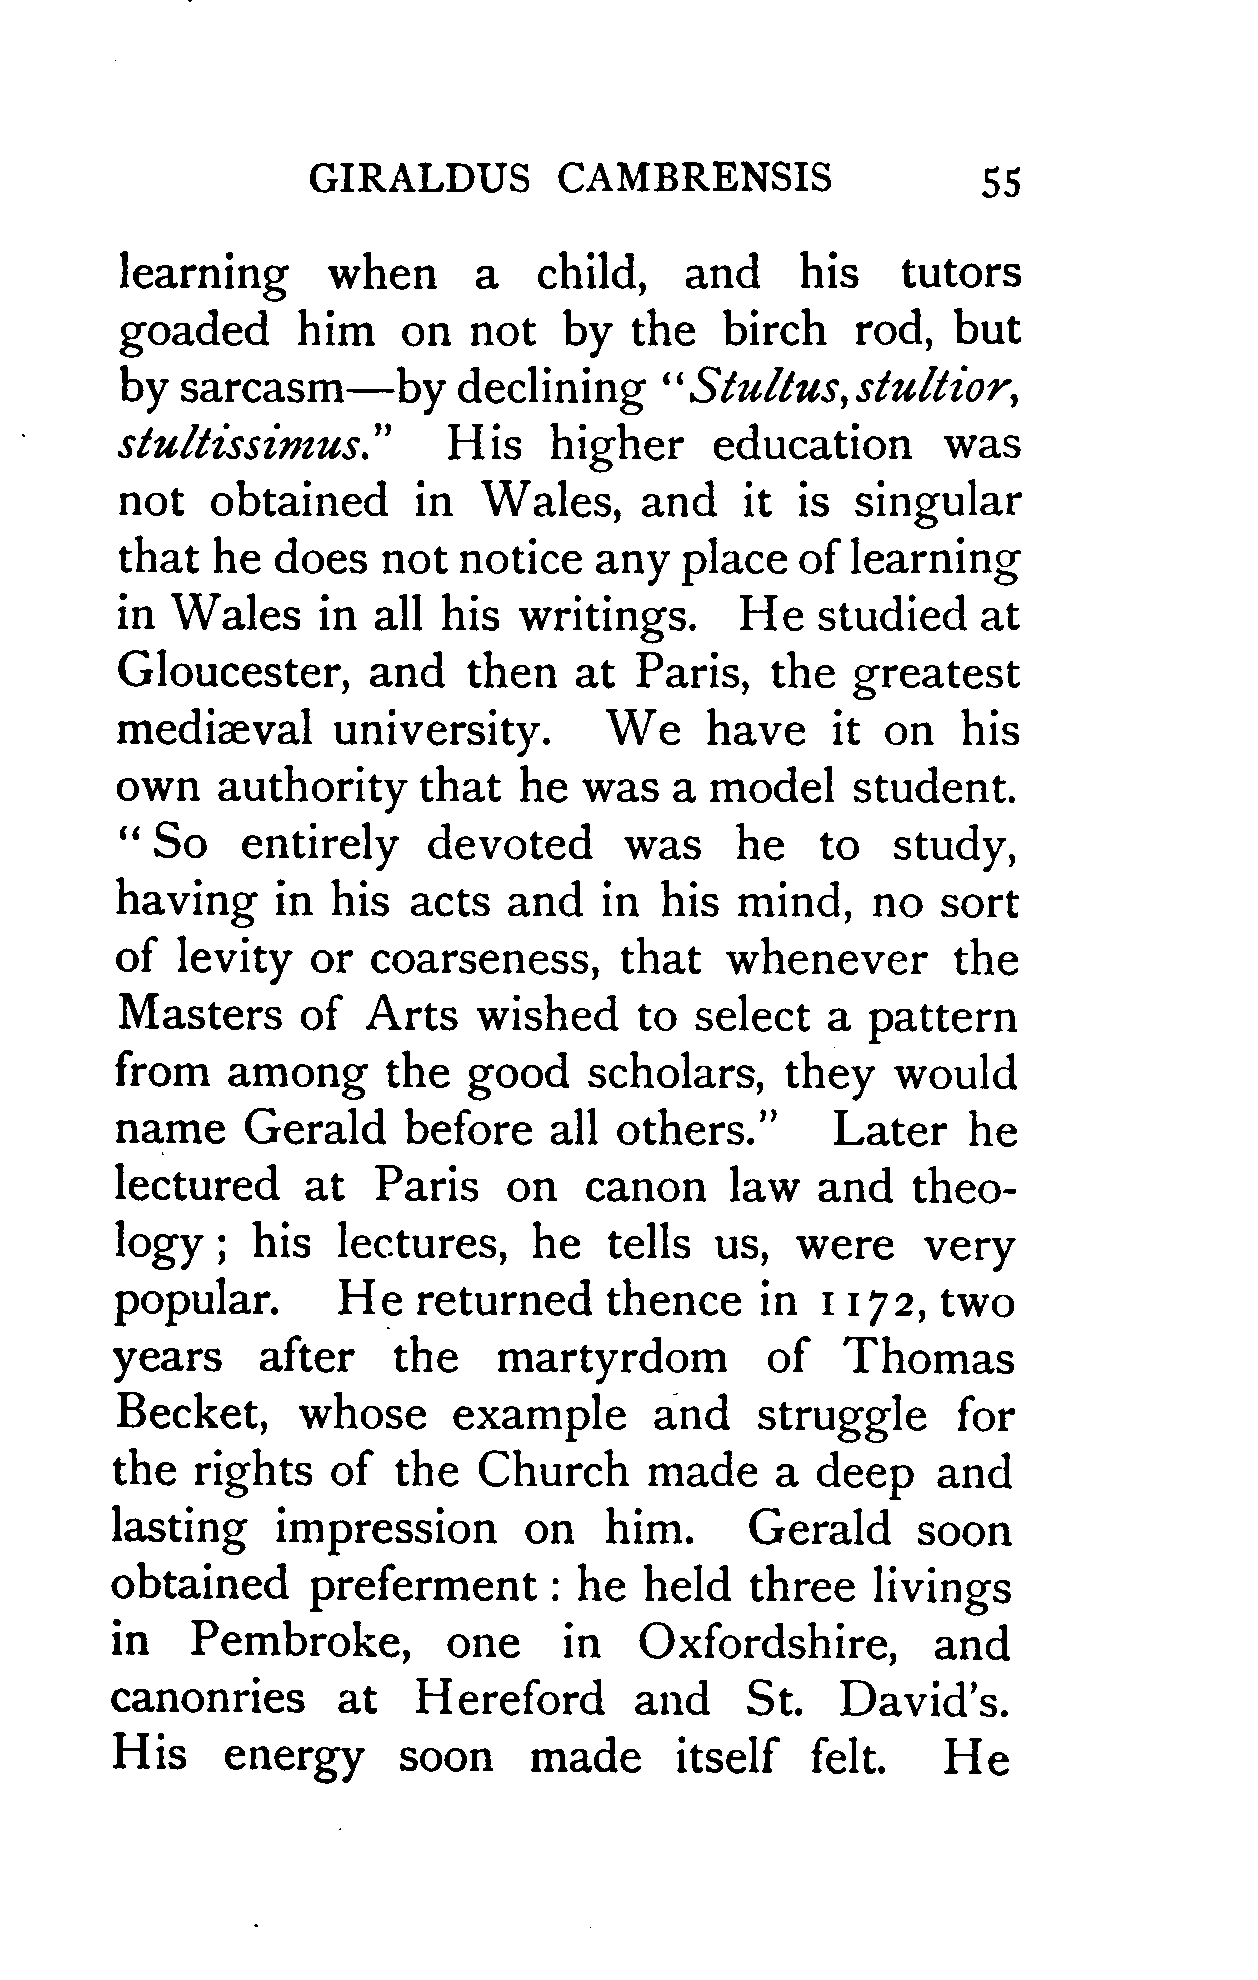 GIRALDUS CAMBRENSIS 55
learning when a child, and his tutors
goaded him on not by the birch rod, but
by sarcasm—by declining "Stultus, stultior,
stultissimus." His higher education was
not obtained in Wales, and it is singular
that he does not notice any place of learning
in Wales in all his writings. He studied at
Gloucester, and then at Paris, the greatest
mediæval university. We have it on his
own authority that he was a model student.
"So entirely devoted was he to study,
having in his acts and in his mind, no sort
of levity or coarseness, that whenever the
Masters of Arts wished to select a pattern
from among the good scholars, they would
name Gerald before all others." Later he
lectured at Paris on canon law and theo-
logy; his lectures, he tells us, were very
popular. He returned thence in 1172, two
years after the martyrdom of Thomas
Becket, whose example and struggle for
the rights of the Church made a deep and
lasting impression on him. Gerald soon
obtained preferment: he held three livings
in Pembroke, one in Oxfordshire, and
canonries at Hereford and St. David's.
His energy soon made itself felt. He